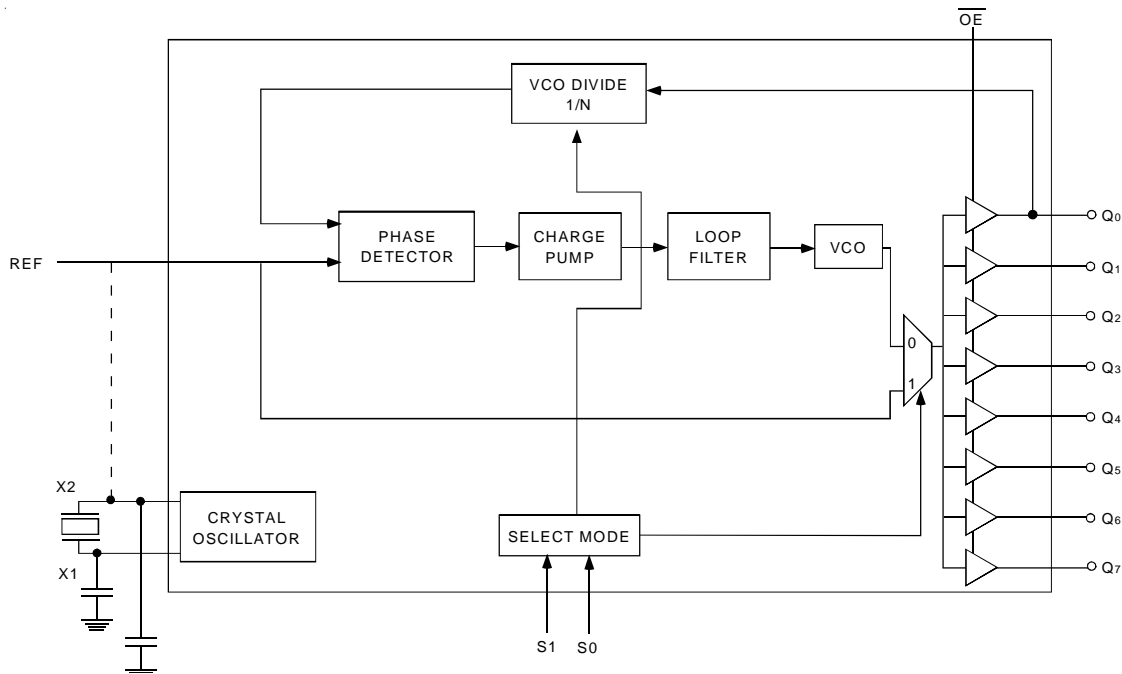 OE
VCO DIVIDE
1/N
PHASE
DETECTOR
CHARGE
PUMP
LOOP
FILTER
VCO
REF
0
1
Q0
Q1
Q2
Q3
Q4
Q5
Q6
Q7
X2
X1
CRYSTAL
OSCILLATOR
SELECT MODE
S1 S0